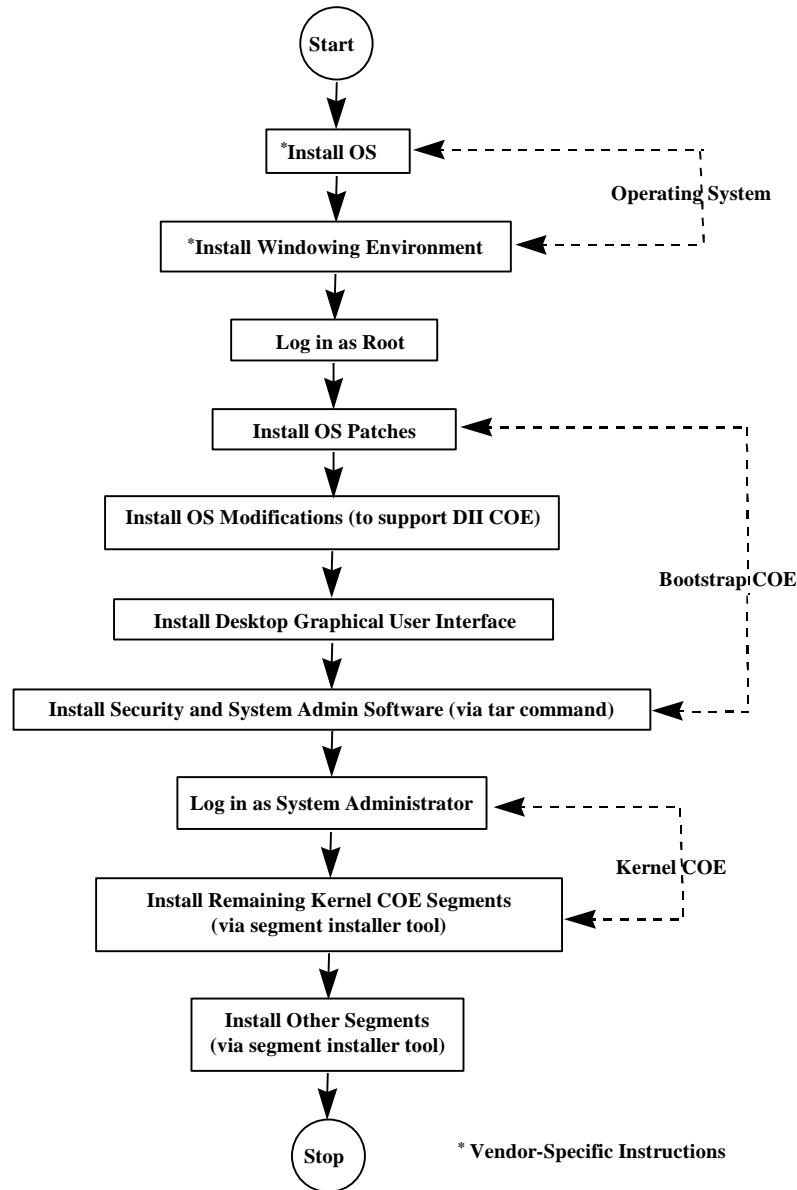 Start
*Install OS
Operating System
*Install Windowing Environment
Log in as Root
Install OS Patches
Install OS Modifications (to support DII COE)
Bootstrap COE
Install Desktop Graphical User Interface
Install Security and System Admin Software (via tar command)
Log in as System Administrator
Kernel COE
Install Remaining Kernel COE Segments
(via segment installer tool)
Install Other Segments
(via segment installer tool)
Stop
* Vendor-Specific Instructions